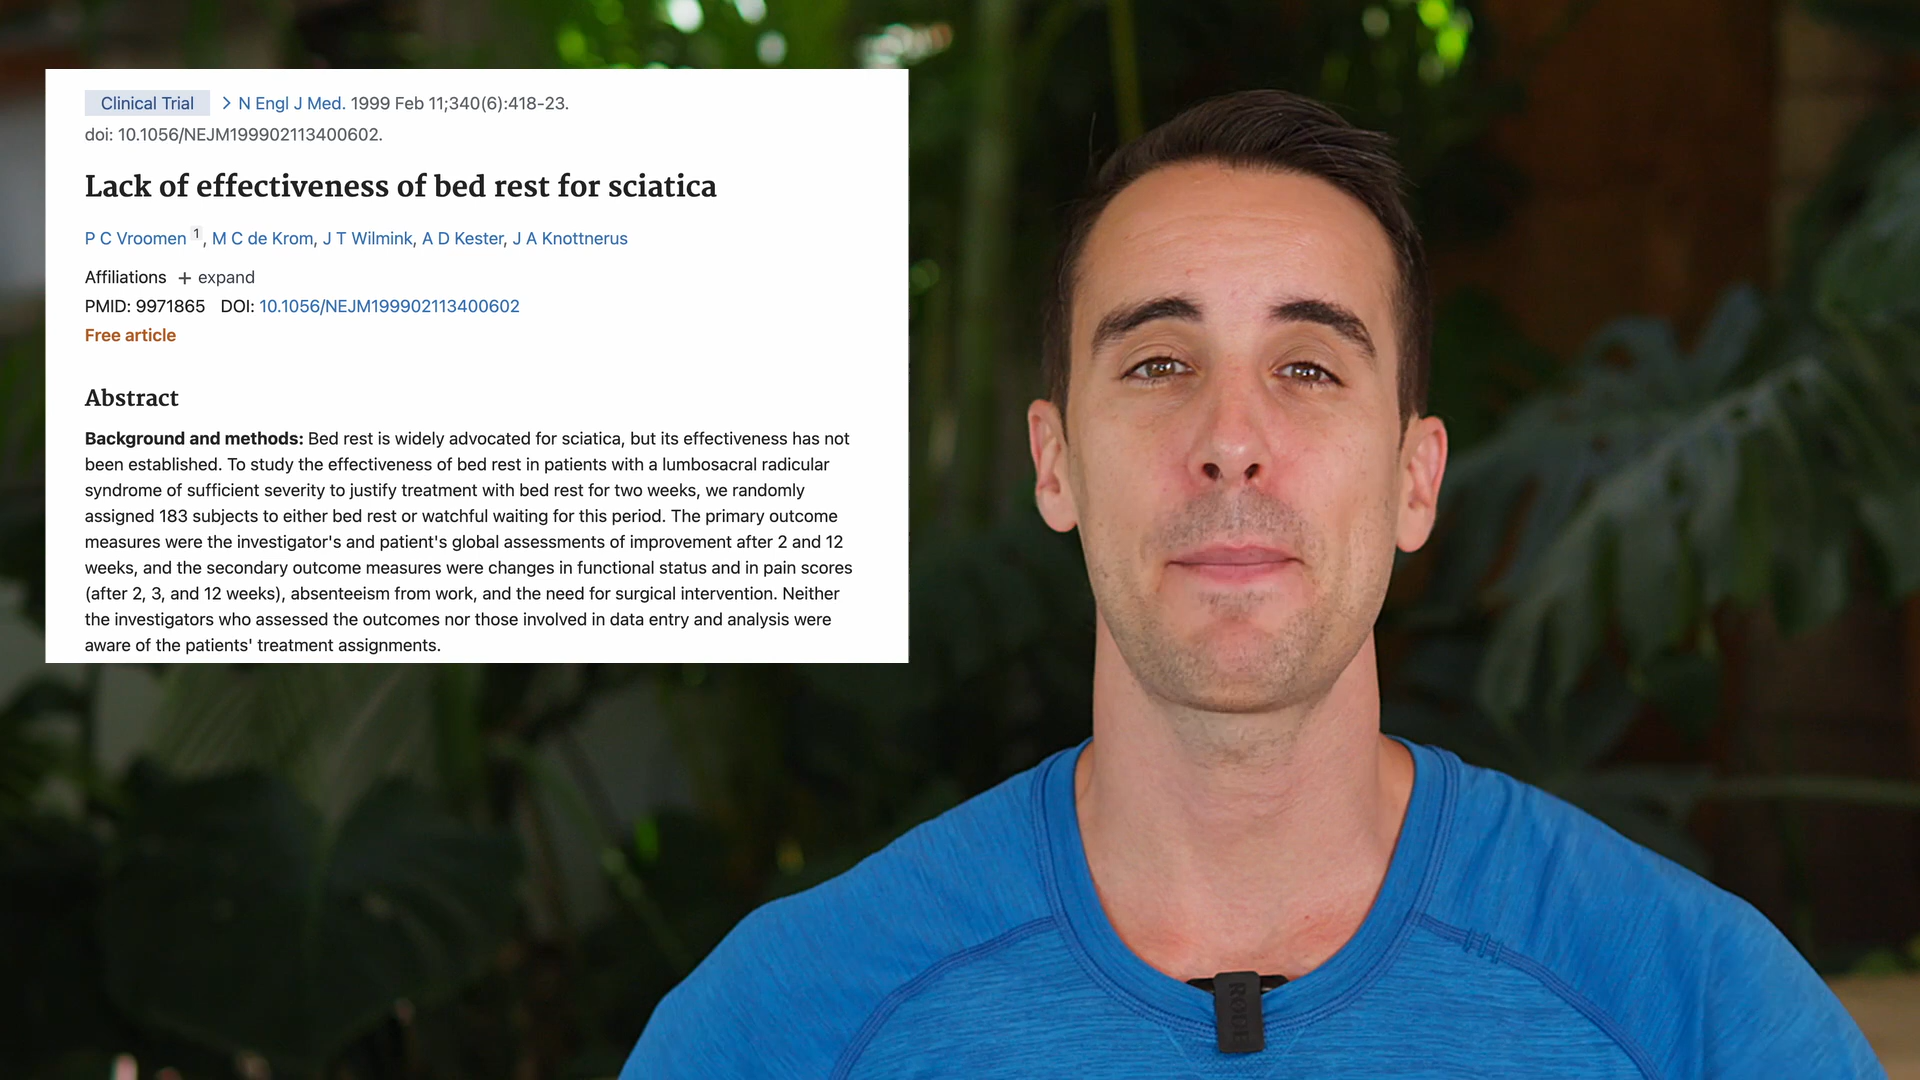 Clinical Trial > N Engl J Med. 1999 Feb 11;340(6):418-23.
doi: 10.1056/NEJM199902113400602.
Lack of effectiveness of bed rest for sciatica
P C Vroomen 1, M C de Krom, J T Wilmink, A D Kester, J A Knottnerus
Affiliations + expand
PMID: 9971865 DOI: 10.1056/NEJM199902113400602
Free article
Abstract
Background and methods: Bed rest is widely advocated for sciatica, but its effectiveness has not
been established. To study the effectiveness of bed rest in patients with a lumbosacral radicular
syndrome of sufficient severity to justify treatment with bed rest for two weeks, we randomly
assigned 183 subjects to either bed rest or watchful waiting for this period. The primary outcome
measures were the investigator's and patient's global assessments of improvement after 2 and 12
weeks, and the secondary outcome measures were changes in functional status and in pain scores
(after 2, 3, and 12 weeks), absenteeism from work, and the need for surgical intervention. Neither
the investigators who assessed the outcomes nor those involved in data entry and analysis were
aware of the patients' treatment assignments.
RODE